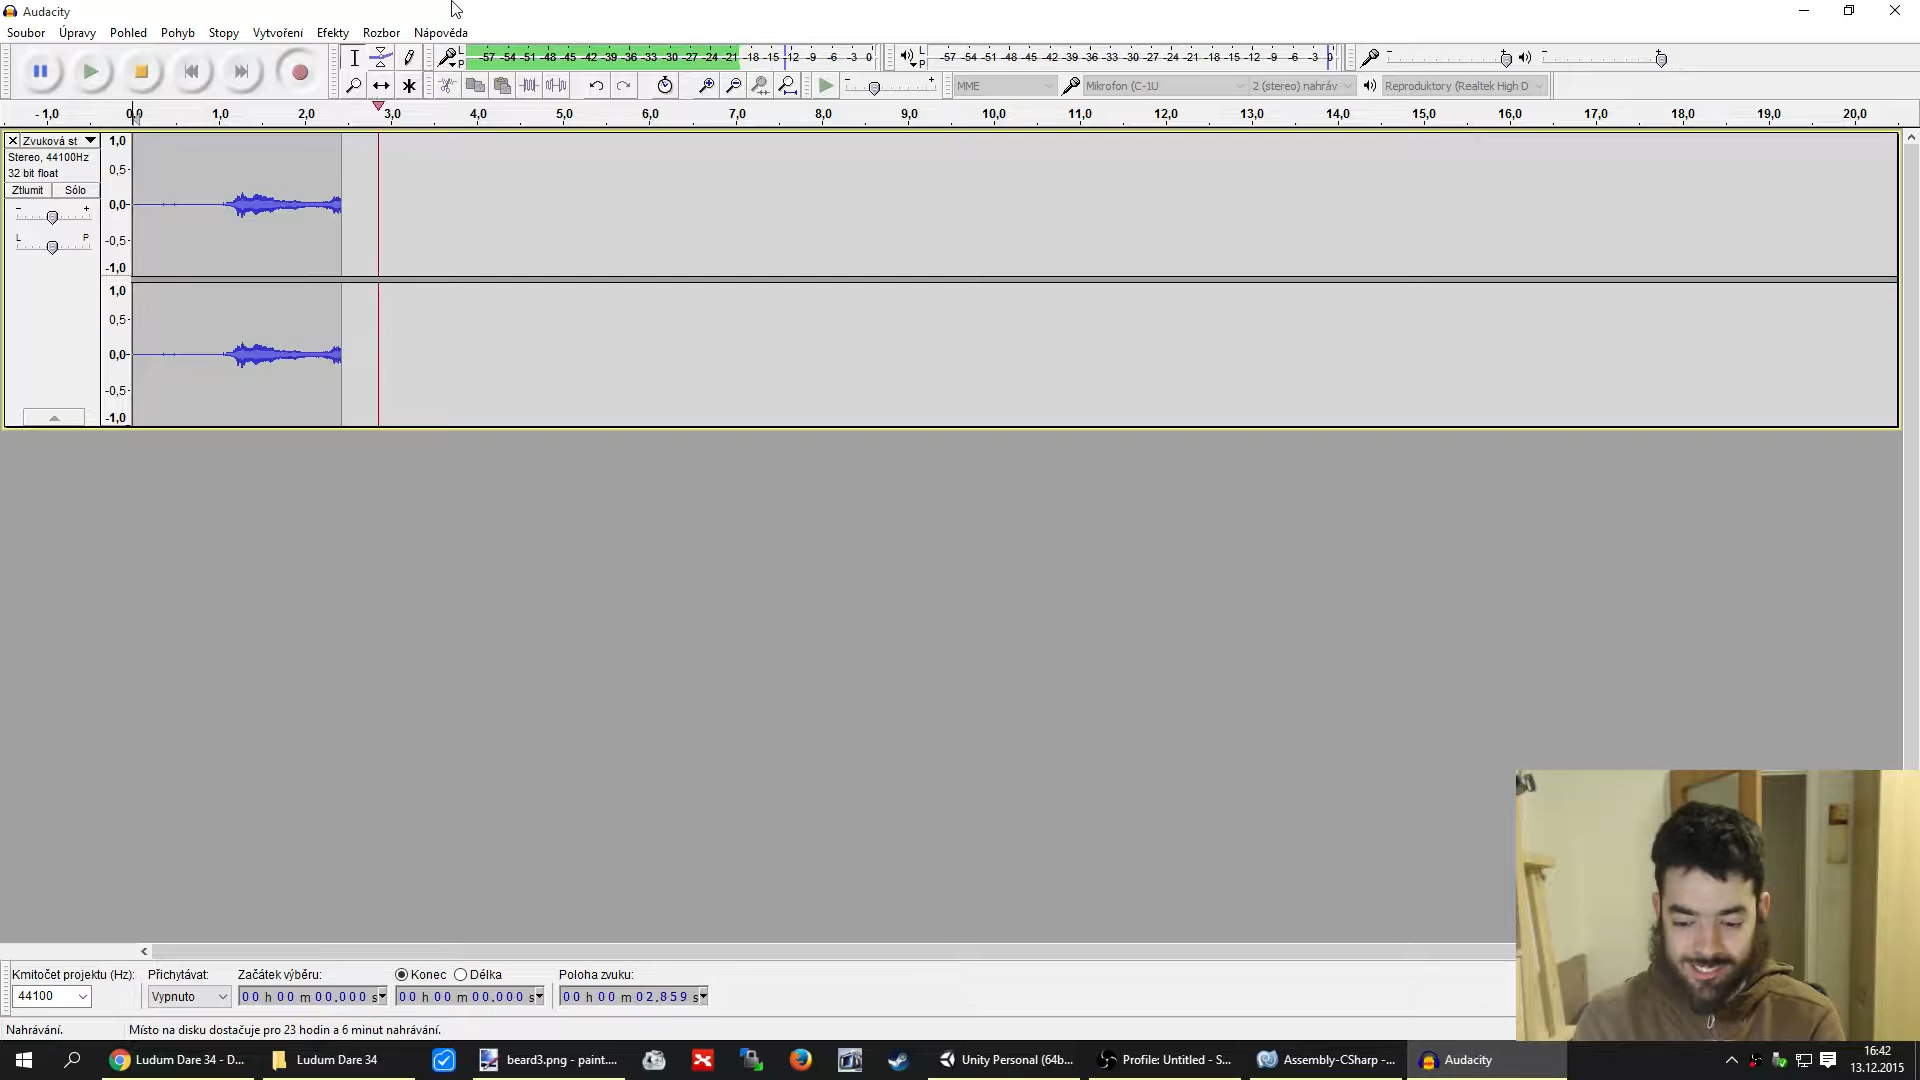 Audacity
Soubor Úpravy Pohled Pohyb Stopy Vytvoření Efekty Rozbor Nápověda
L P -57 -54 -51 -48 -45 -42 -39 -36 -33 -30 -27 -24 -21 -18 -15 -12 -9 -6 -3 0 L P -57 -54 -51 -48 -45 -42 -39 -36 -33 -30 -27 -24 -21 -18 -15 -12 -9 -6 -3 0 - + - +
- + MME Mikrofon (C-1U 2 (stereo) nahráv Reproduktory (Realtek High D
- 1,0 0,0 1,0 2,0 3,0 4,0 5,0 6,0 7,0 8,0 9,0 10,0 11,0 12,0 13,0 14,0 15,0 16,0 17,0 18,0 19,0 20,0
Zvuková st 1,0
Stereo, 44100Hz
32 bit float 0,5
Ztlumit Sólo
- + 0,0
L P -0,5
-1,0
1,0
0,5
0,0
-0,5
-1,0
Kmitočet projektu (Hz): Přichytávat: Začátek výběru: Konec Délka Poloha zvuku:
44100 Vypnuto 00 h 00 m 00.000 s 00 h 00 m 00.000 s 00 h 00 m 02.859 s
Nahrávání. Místo na disku dostačuje pro 23 hodin a 6 minut nahrávání.
Ludum Dare 34 - D... Ludum Dare 34 beard3.png - paint.... Unity Personal (64b... Profile: Untitled - S... Assembly-CSharp -... Audacity
16:42
13.12.2015